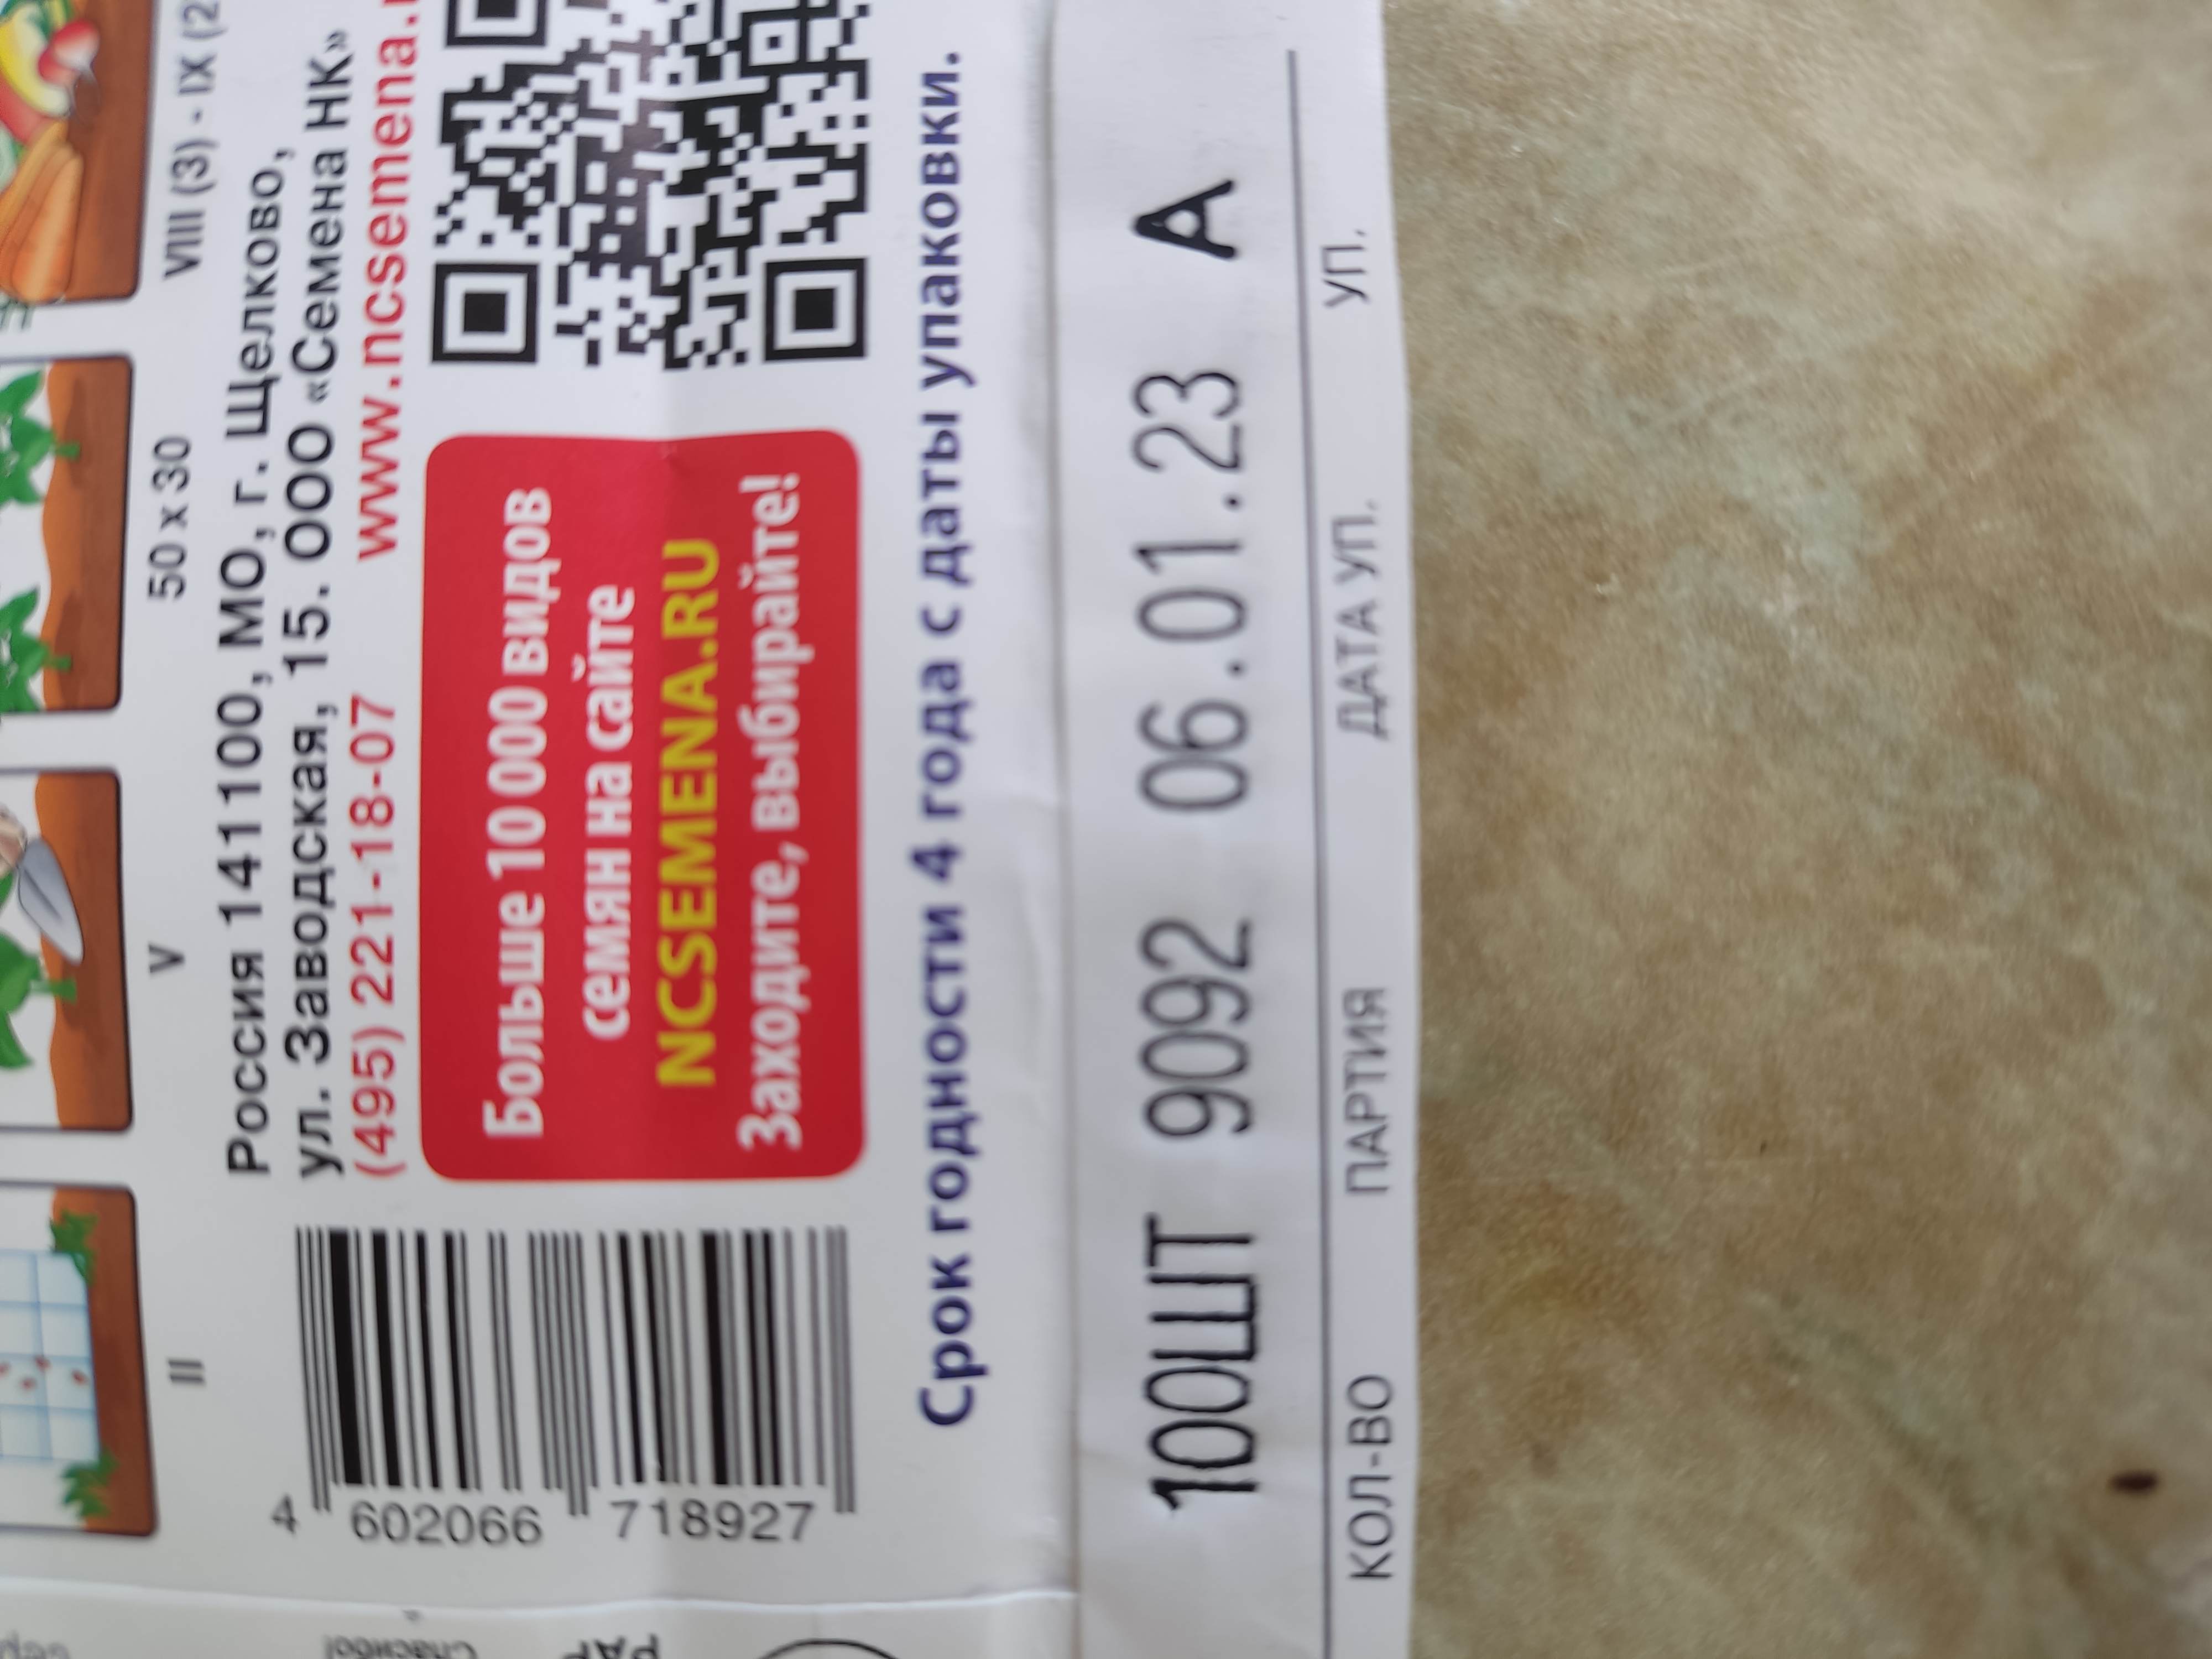 VIII (3) - IX (2
50 x 30
V
II
Россия 141100, МО, г. Щелково,
ул. Заводская, 15. ООО «Семена НК»
(495) 221-18-07 www.ncsemena.r
Больше 10 000 видов
семян на сайте
NCSEMENA.RU
Заходите, выбирайте!
4 602066 718927
Срок годности 4 года с даты упаковки.
100ШТ 9092 06.01.23 А
КОЛ-ВО ПАРТИЯ ДАТА УП. УП.
Спасибо!